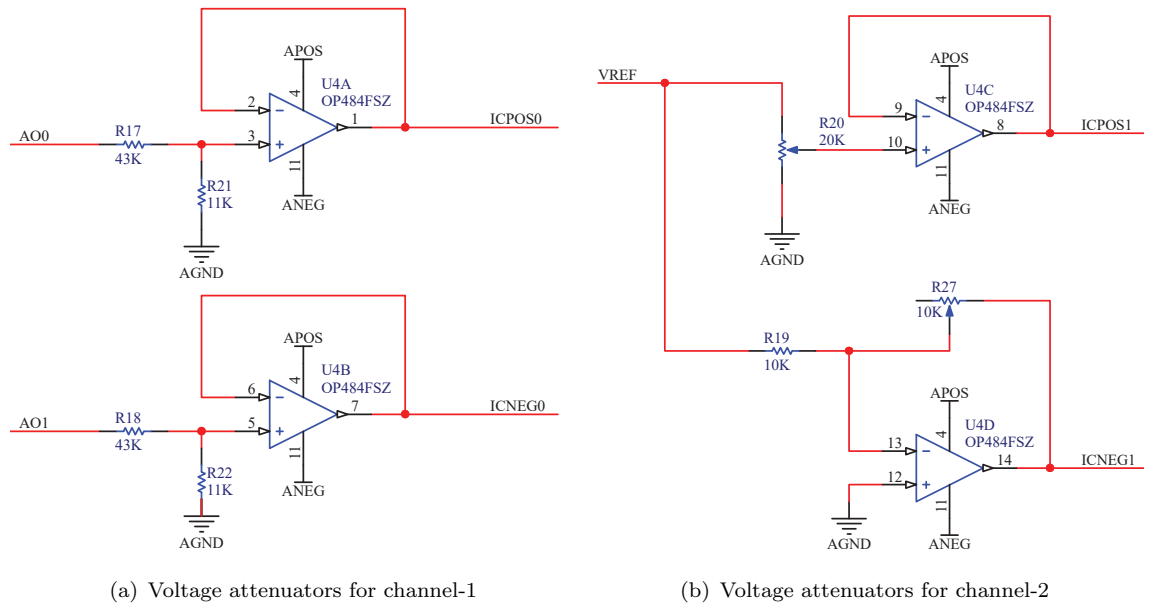 APOS
U4A
OP484FSZ
4
2
1
ICPOS0
AO0
R17
43K
3
11
R21
11K
ANEG
AGND
APOS
U4B
OP484FSZ
4
6
7
ICNEG0
AO1
R18
43K
5
11
R22
11K
ANEG
AGND
(a) Voltage attenuators for channel-1
VREF
APOS
U4C
OP484FSZ
4
9
8
ICPOS1
R20
20K
10
11
ANEG
AGND
R27
10K
R19
10K
APOS
U4D
OP484FSZ
4
13
14
ICNEG1
12
11
AGND
ANEG
(b) Voltage attenuators for channel-2